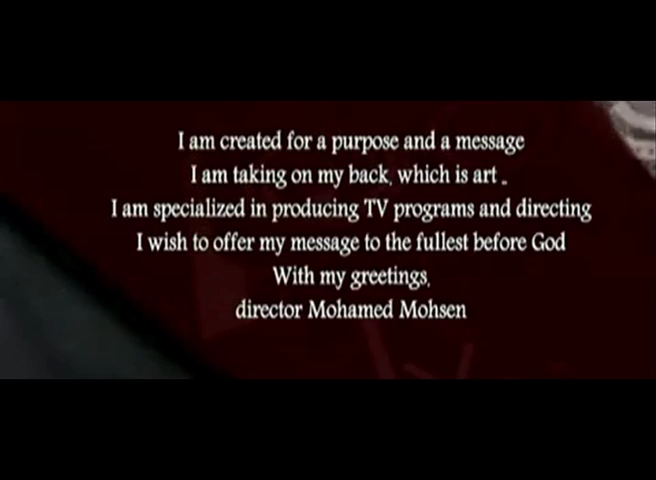 I am created for a purpose and a message
I am taking on my back, which is art .
I am specialized in producing TV programs and directing
I wish to offer my message to the fullest before God
With my greetings,
director Mohamed Mohsen